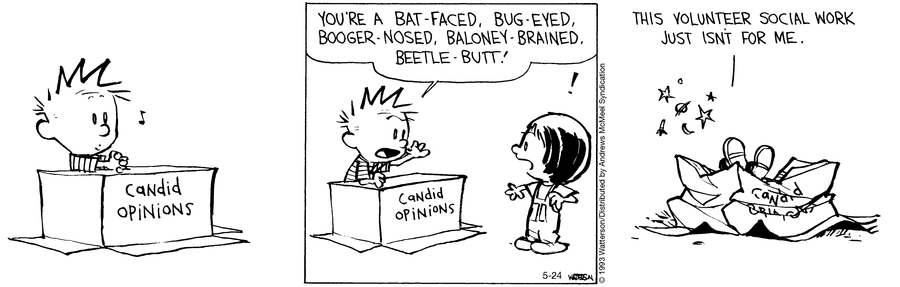 CANDID
OPINIONS
YOU'RE A BAT-FACED, BUG-EYED,
BOOGER-NOSED, BALONEY-BRAINED,
BEETLE-BUTT!
!
CANDID
OPINIONS
5-24 WATTERSON
© 1993 Watterson/Distributed by Andrews McMeel Syndication
THIS VOLUNTEER SOCIAL WORK
JUST ISN'T FOR ME.